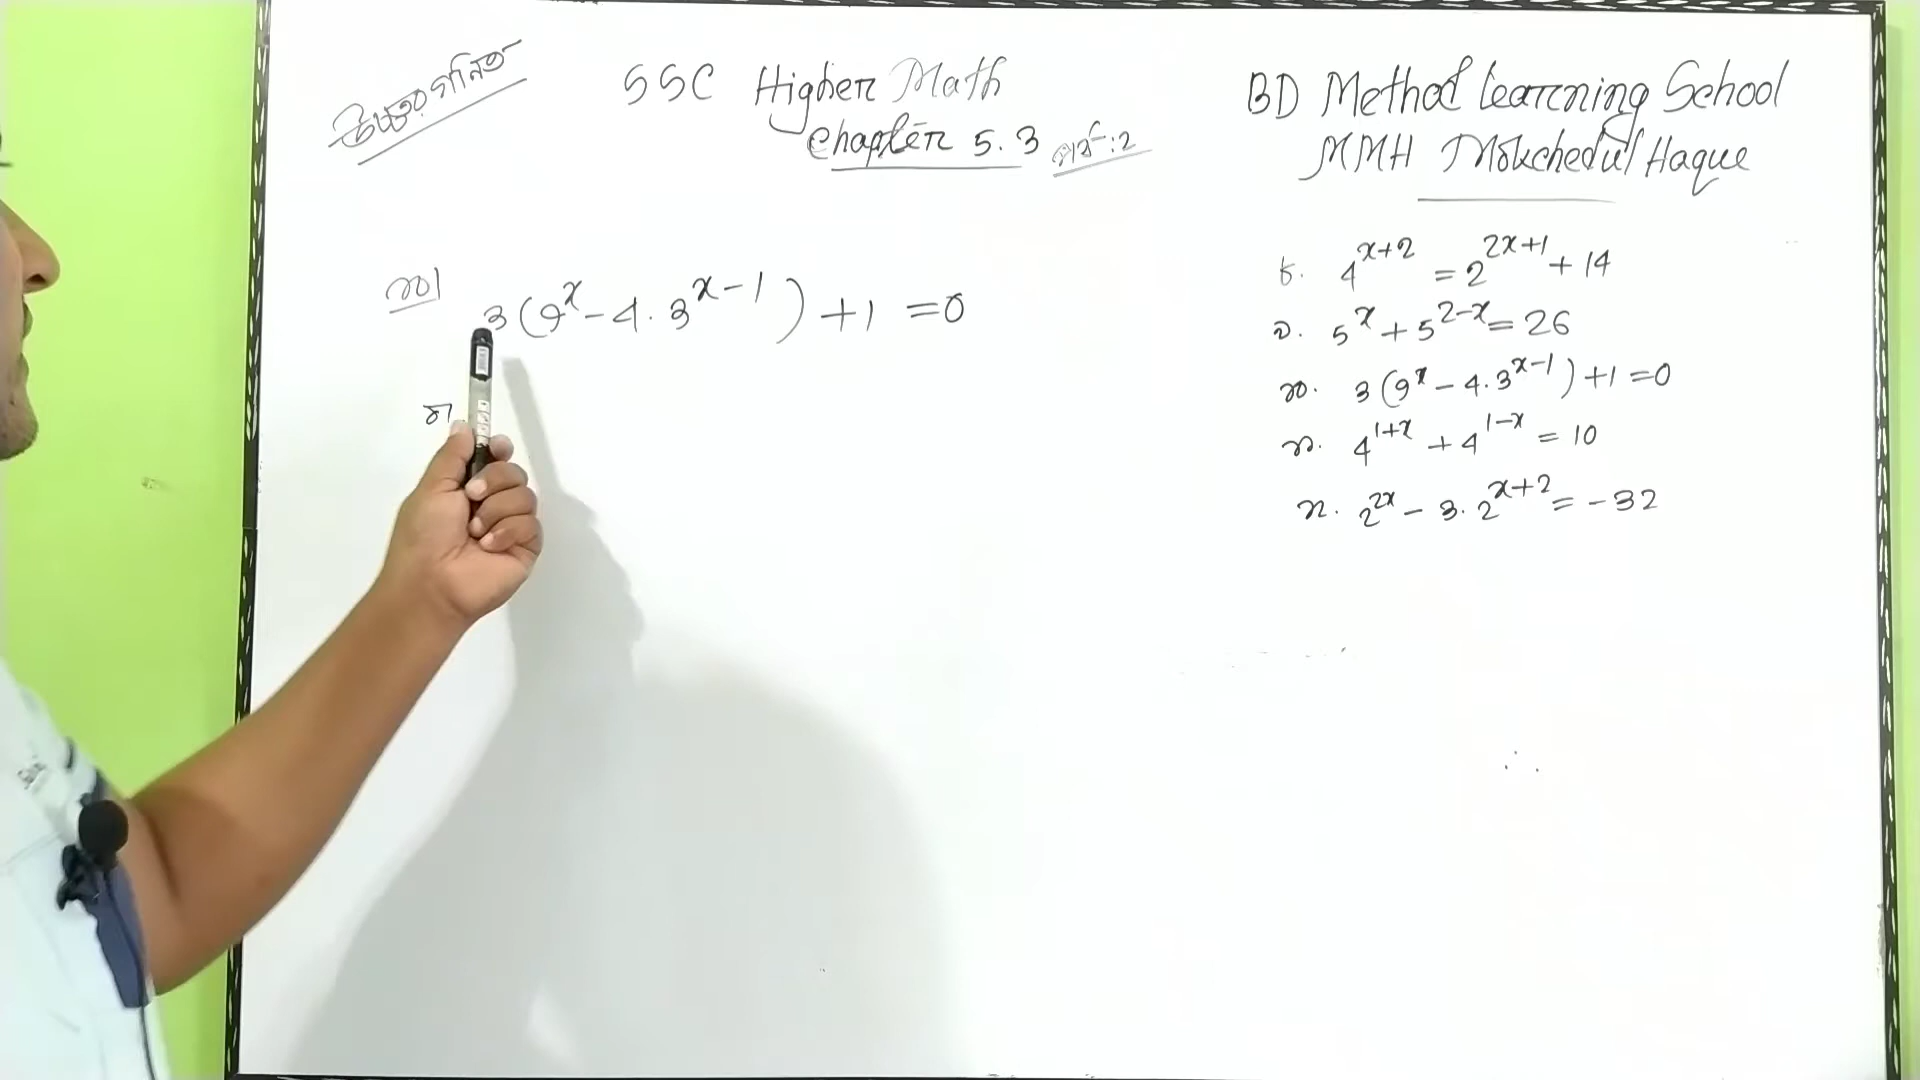 উচ্চতর গনিত
SSC Higher Math
Chapter 5.3 পার্ট:2
BD Method Learning School
MMH Mokchedul Haque
১০। 3(9^x - 4.3^(x-1)) + 1 = 0
৮. 4^(x+2) = 2^(2x+1) + 14
৯. 5^x + 5^(2-x) = 26
১০. 3(9^x - 4.3^(x-1)) + 1 = 0
১১. 4^(1+x) + 4^(1-x) = 10
১২. 2^(2x) - 3.2^(x+2) = -32